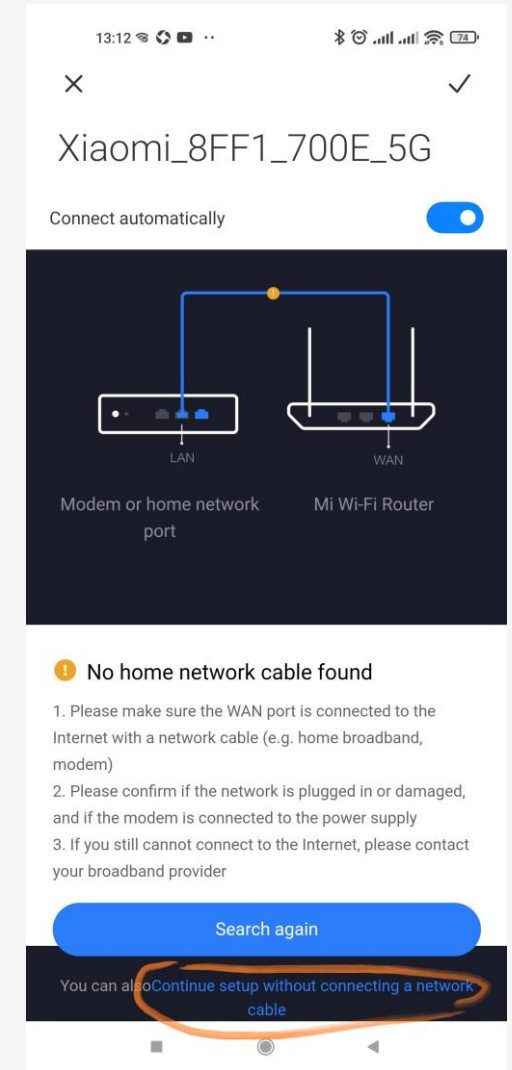 13:12
74
Xiaomi_8FF1_700E_5G
Connect automatically
LAN
WAN
Modem or home network
port
Mi Wi-Fi Router
No home network cable found
1. Please make sure the WAN port is connected to the
Internet with a network cable (e.g. home broadband,
modem)
2. Please confirm if the network is plugged in or damaged,
and if the modem is connected to the power supply
3. If you still cannot connect to the Internet, please contact
your broadband provider
Search again
You can alsoContinue setup without connecting a network
cable